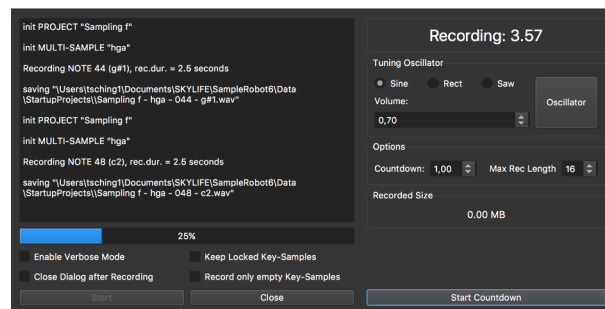 init PROJECT "Sampling f"
init MULTI-SAMPLE "hga"
Recording NOTE 44 (g#1), rec.dur. = 2.5 seconds
saving "\Users\tsching1\Documents\SKYLIFE\SampleRobot6\Data
\StartupProjects\\Sampling f - hga - 044 - g#1.wav"
init PROJECT "Sampling f"
init MULTI-SAMPLE "hga"
Recording NOTE 48 (c2), rec.dur. = 2.5 seconds
saving "\Users\tsching1\Documents\SKYLIFE\SampleRobot6\Data
\StartupProjects\\Sampling f - hga - 048 - c2.wav"
25%
Enable Verbose Mode
Keep Locked Key-Samples
Close Dialog after Recording
Record only empty Key-Samples
Start
Close
Recording: 3.57
Tuning Oscillator
Sine
Rect
Saw
Volume:
0,70
Oscillator
Options
Countdown: 1,00
Max Rec Length 16
Recorded Size
0.00 MB
Start Countdown